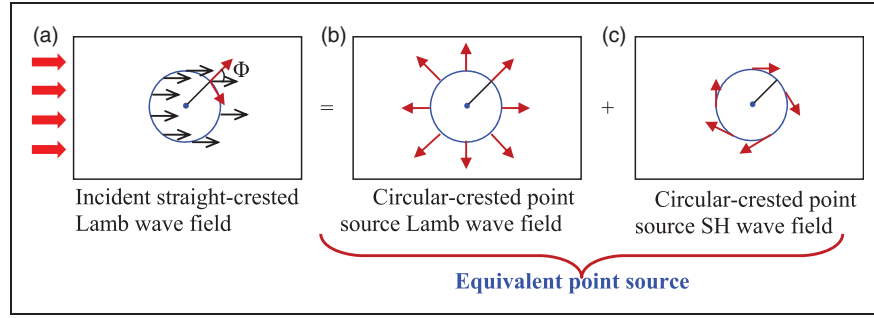 (a)
Φ
Incident straight-crested
Lamb wave field
=
(b)
Circular-crested point
source Lamb wave field
+
(c)
Circular-crested point
source SH wave field
Equivalent point source